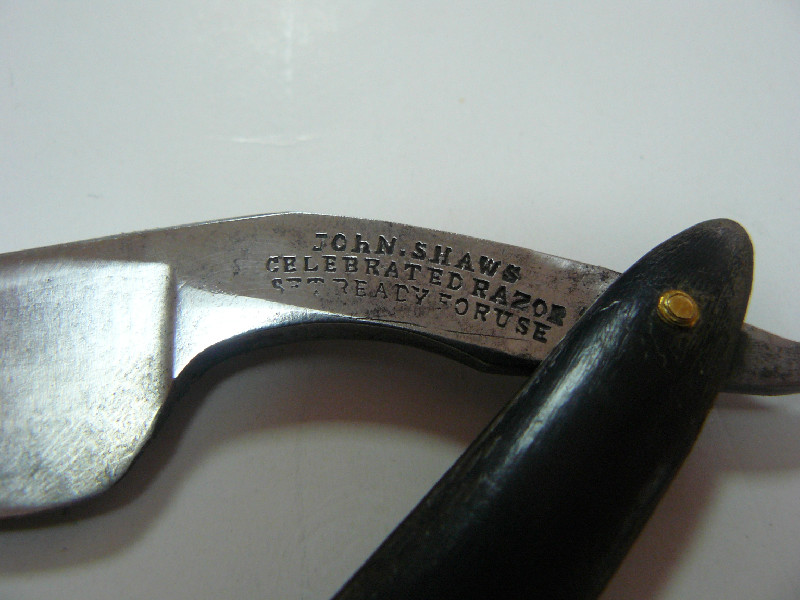 JOhN. SHAWS
CELEBRATED RAZOR
SET READY FOR USE